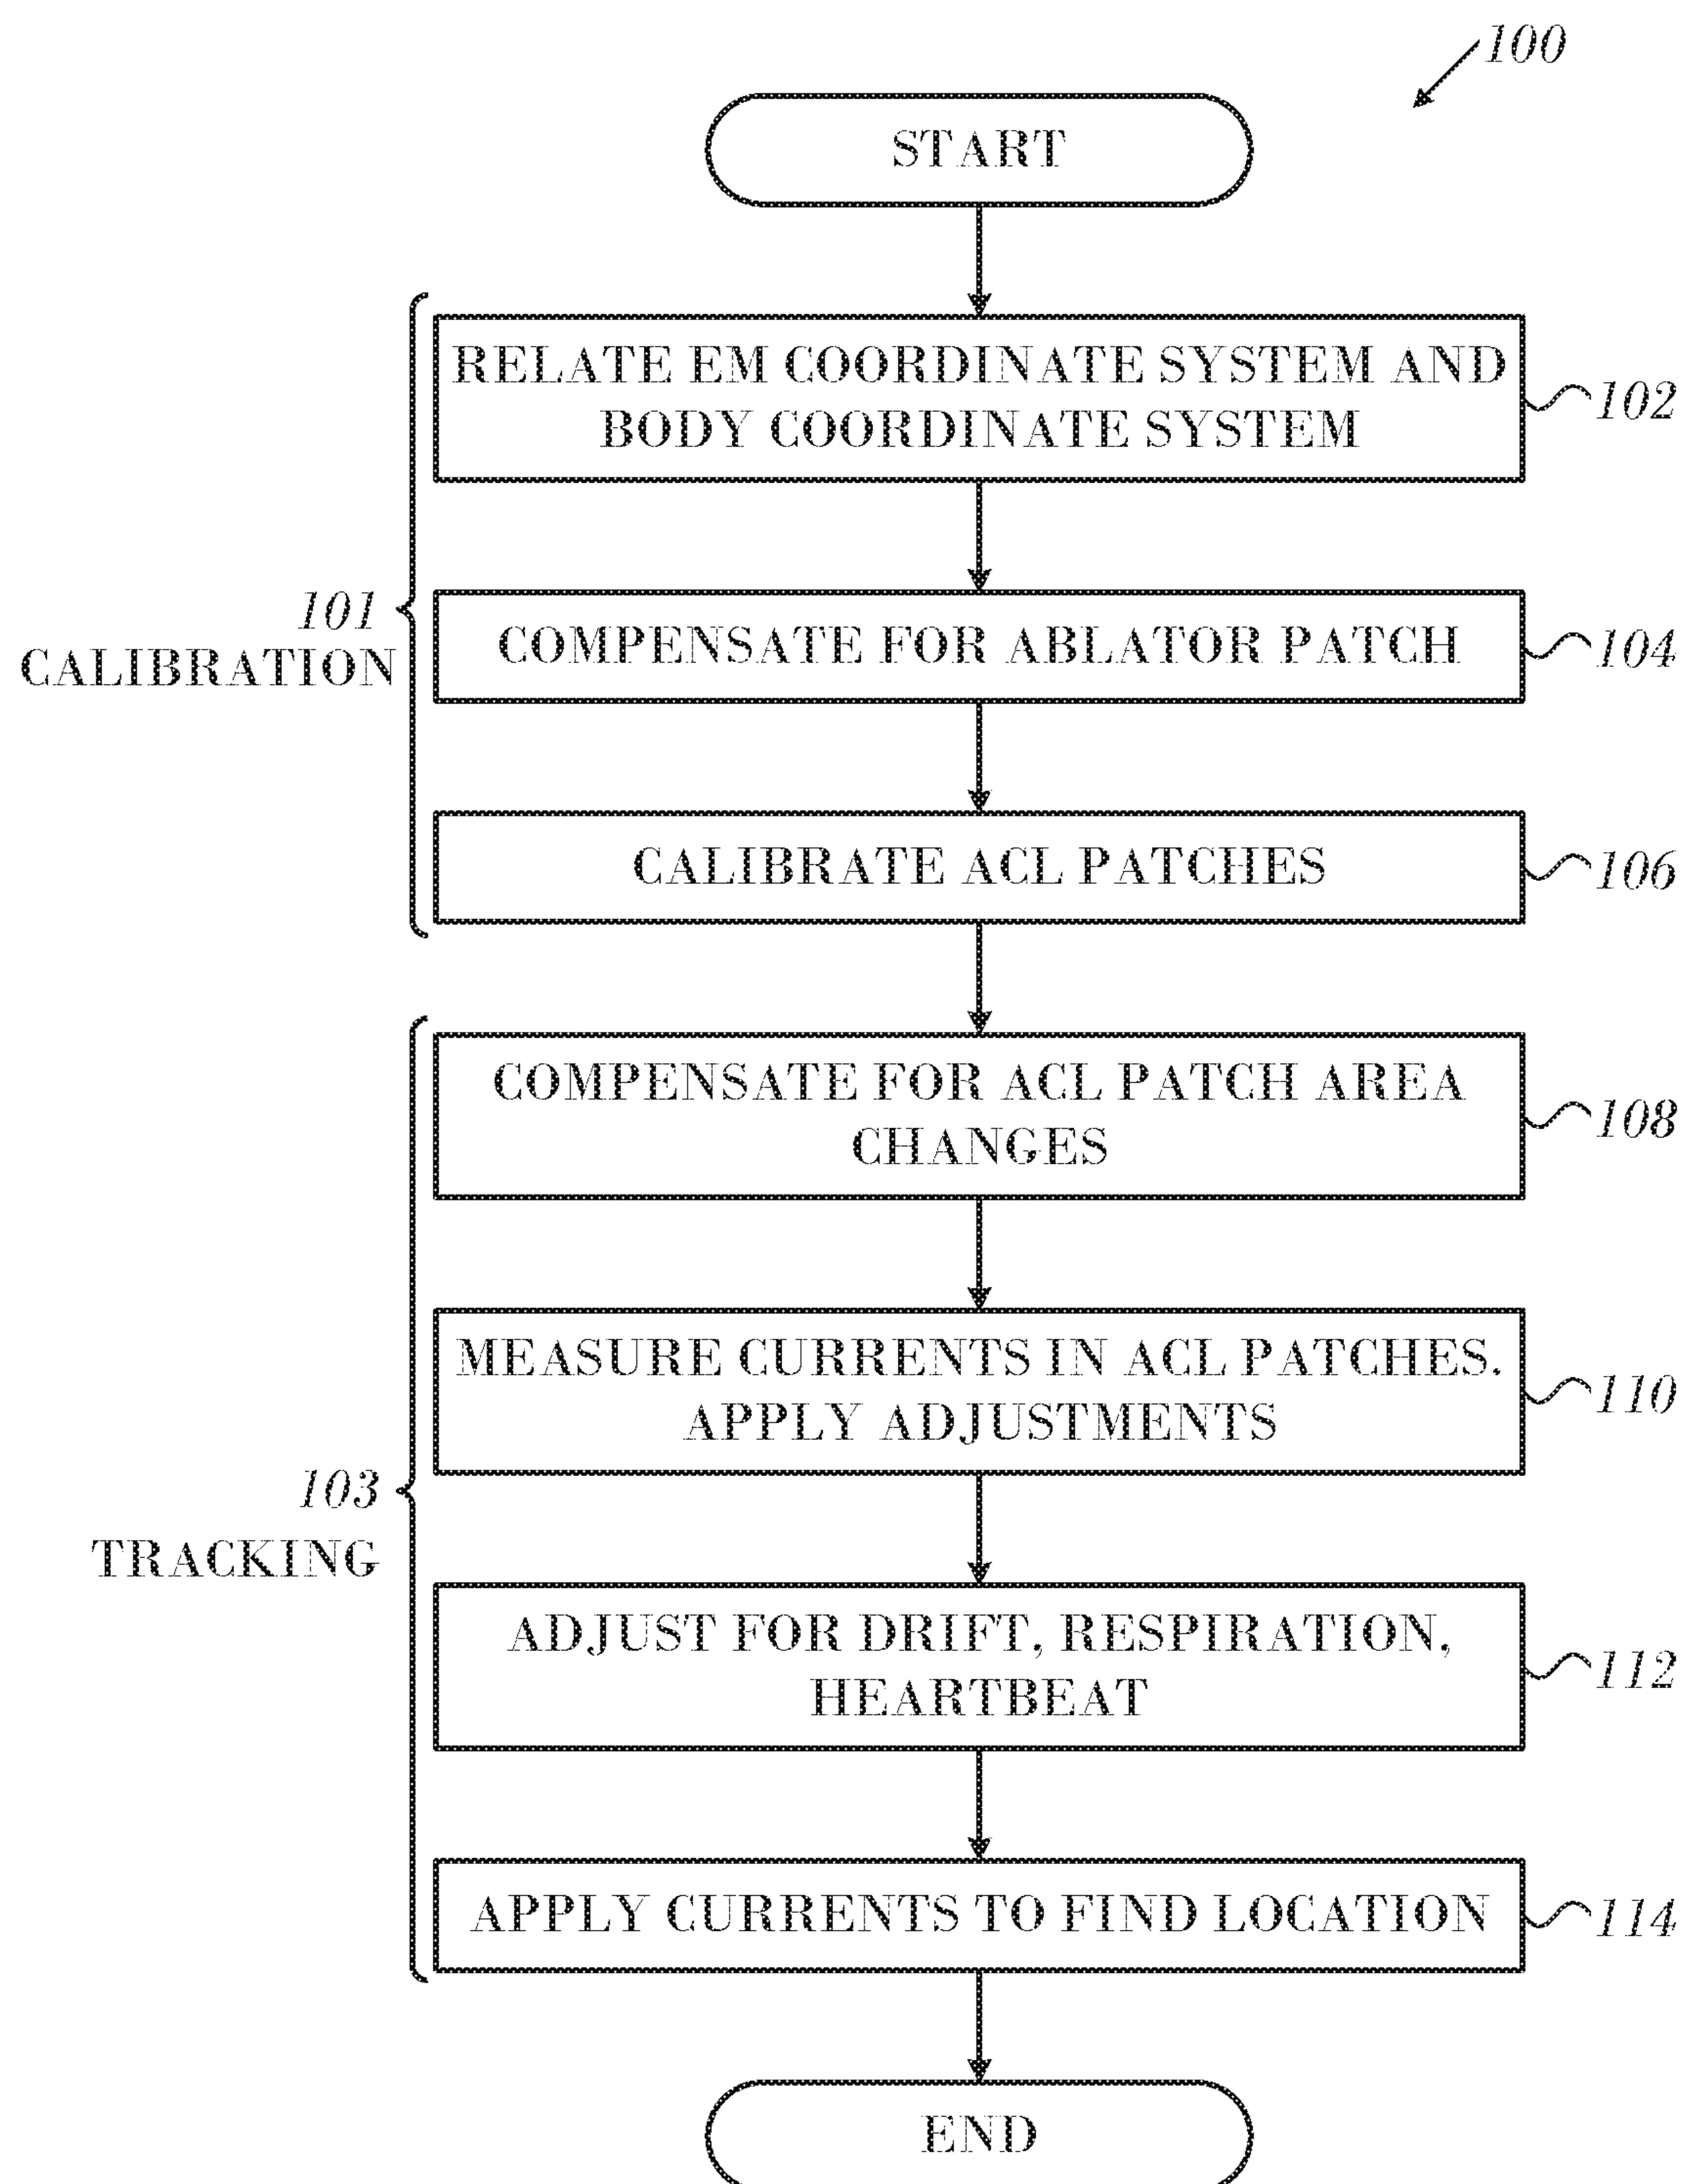 100
START
RELATE EM COORDINATE SYSTEM AND
BODY COORDINATE SYSTEM
102
101
CALIBRATION
COMPENSATE FOR ABLATOR PATCH
104
CALIBRATE ACL PATCHES
106
COMPENSATE FOR ACL PATCH AREA
CHANGES
108
MEASURE CURRENTS IN ACL PATCHES.
APPLY ADJUSTMENTS
110
103
TRACKING
ADJUST FOR DRIFT, RESPIRATION,
HEARTBEAT
112
APPLY CURRENTS TO FIND LOCATION
114
END